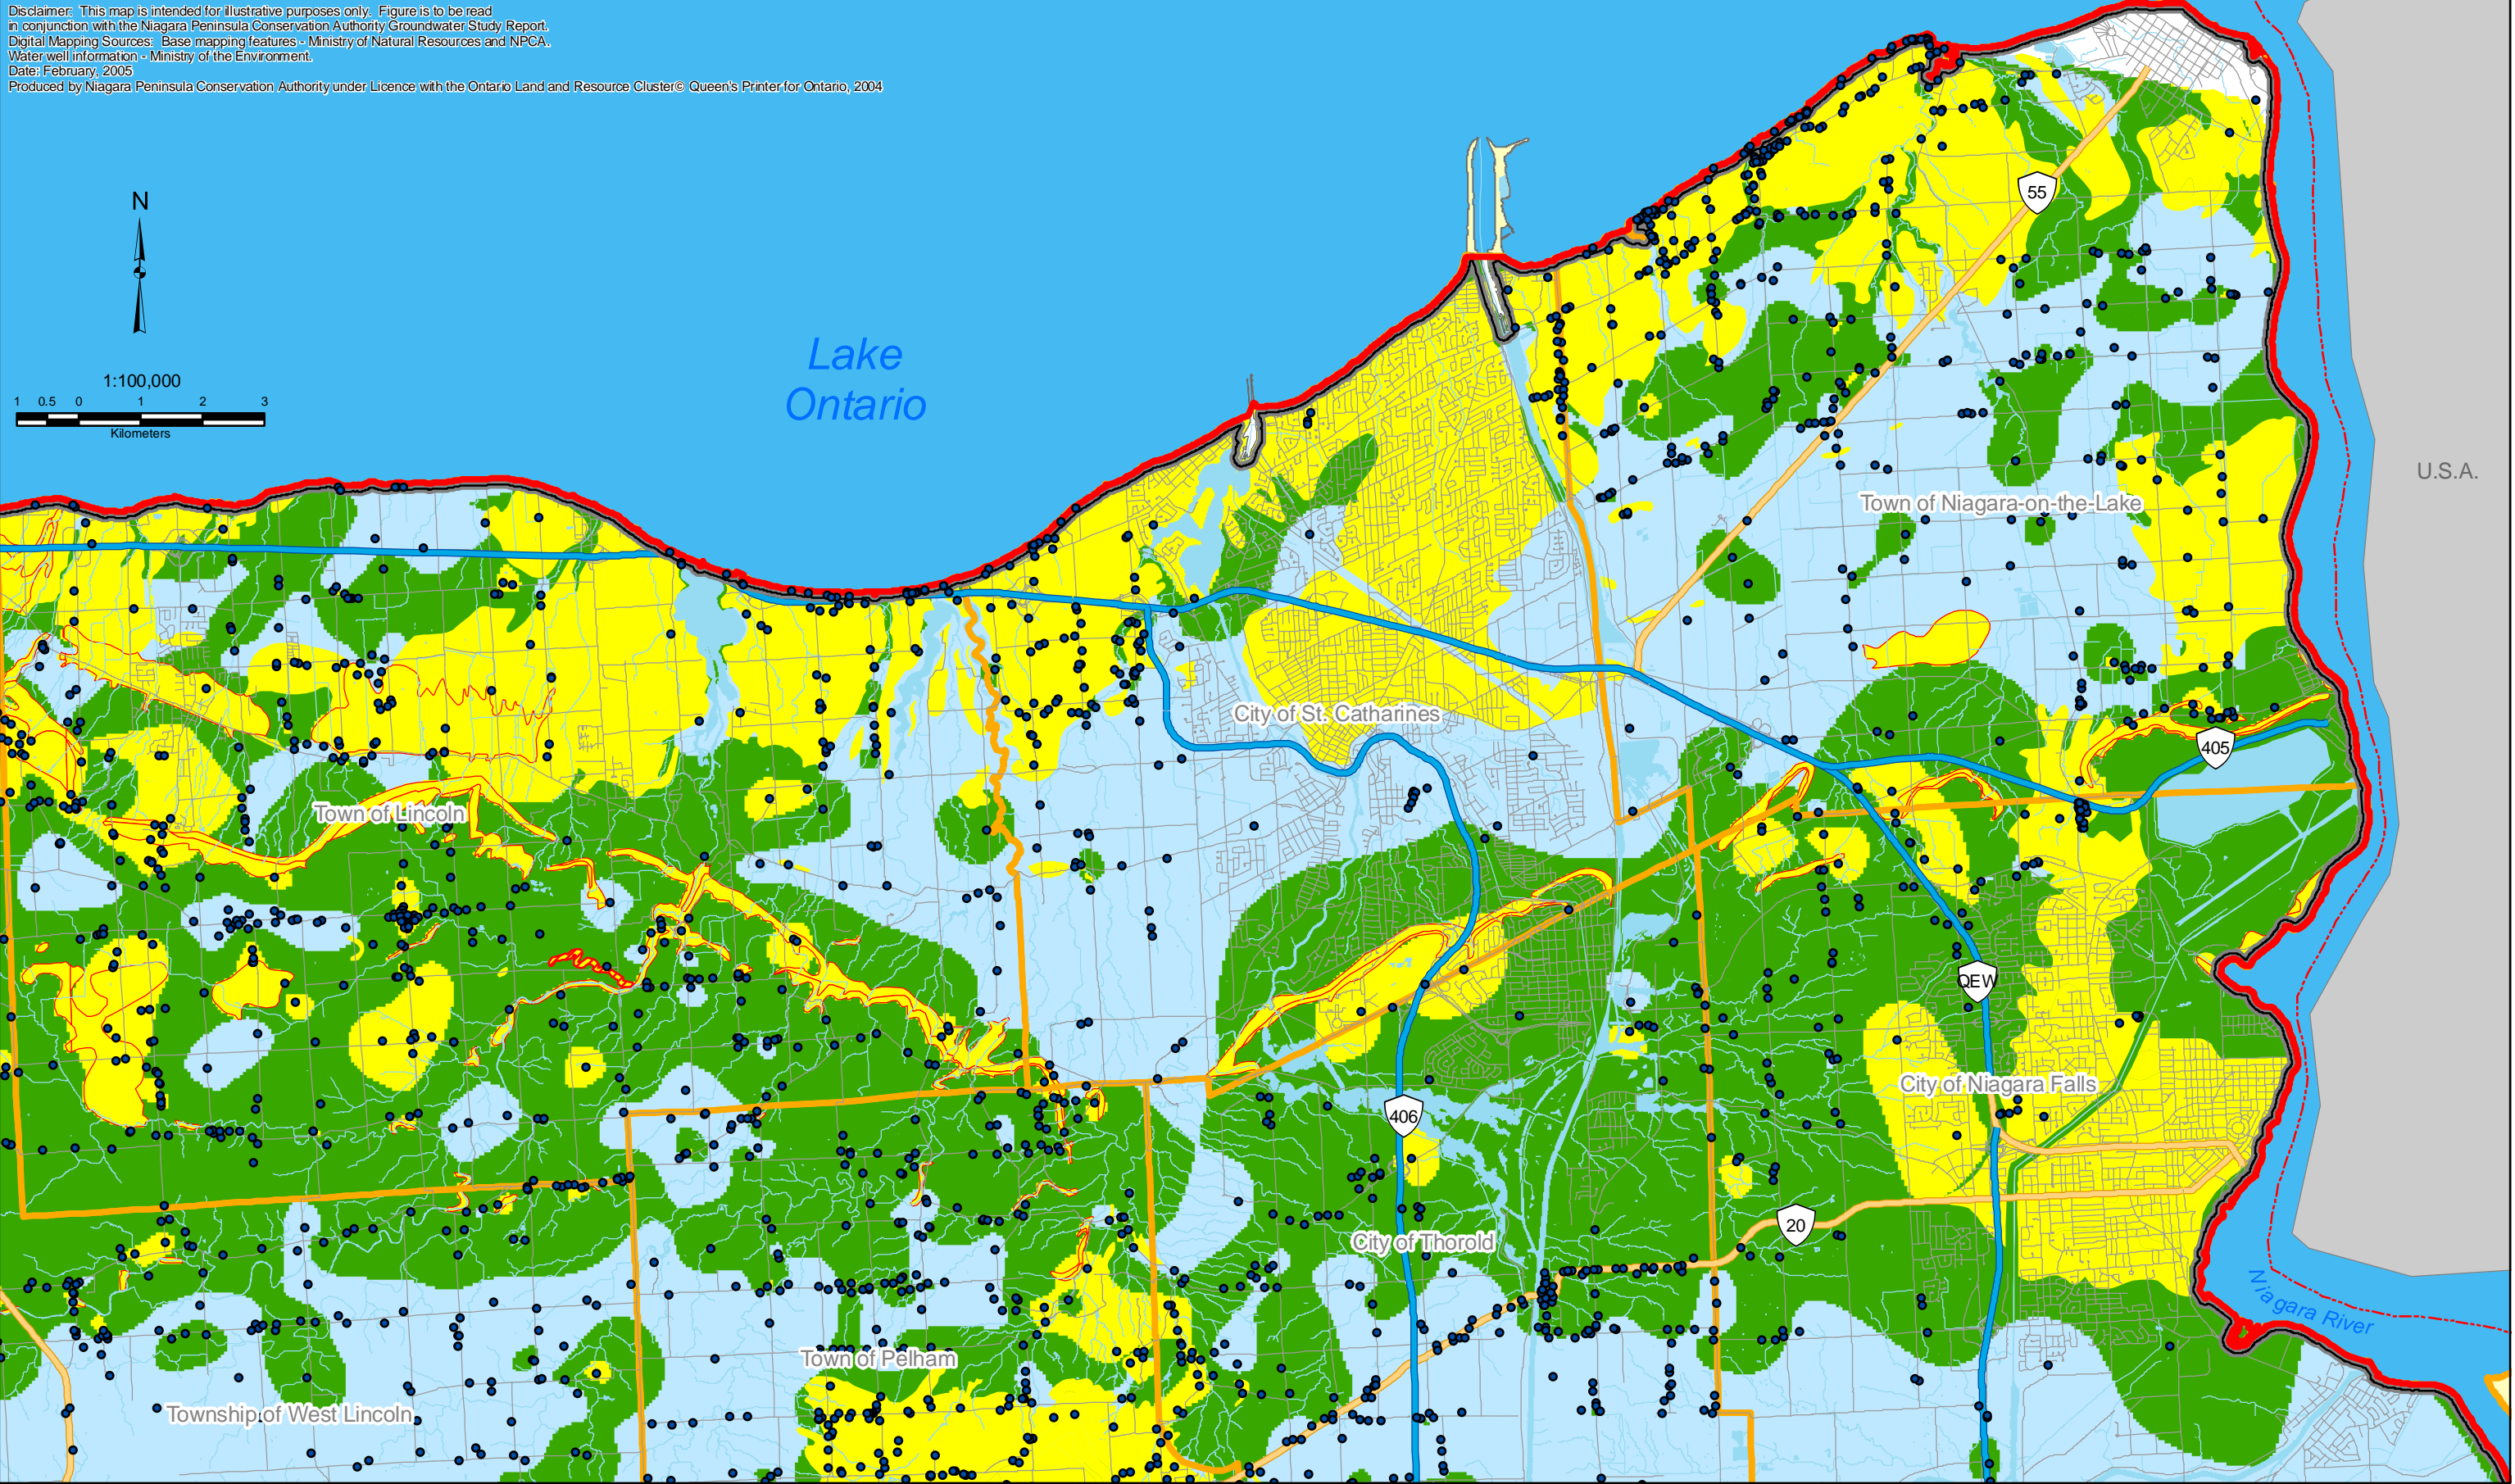 Disclaimer: This map is intended for illustrative purposes only. Figure is to be read
in conjunction with the Niagara Peninsula Conservation Authority Groundwater Study Report.
Digital Mapping Sources: Base mapping features - Ministry of Natural Resources and NPCA.
Water well information - Ministry of the Environment.
Date: February, 2005
Produced by Niagara Peninsula Conservation Authority under Licence with the Ontario Land and Resource Cluster© Queen's Printer for Ontario, 2004
N
1:100,000
1 0.5 0 1 2 3
Kilometers
Lake
Ontario
55
U.S.A.
Town of Niagara-on-the-Lake
City of St. Catharines
405
Town of Lincoln
QEW
City of Niagara Falls
406
20
City of Thorold
Niagara River
Town of Pelham
Township of West Lincoln